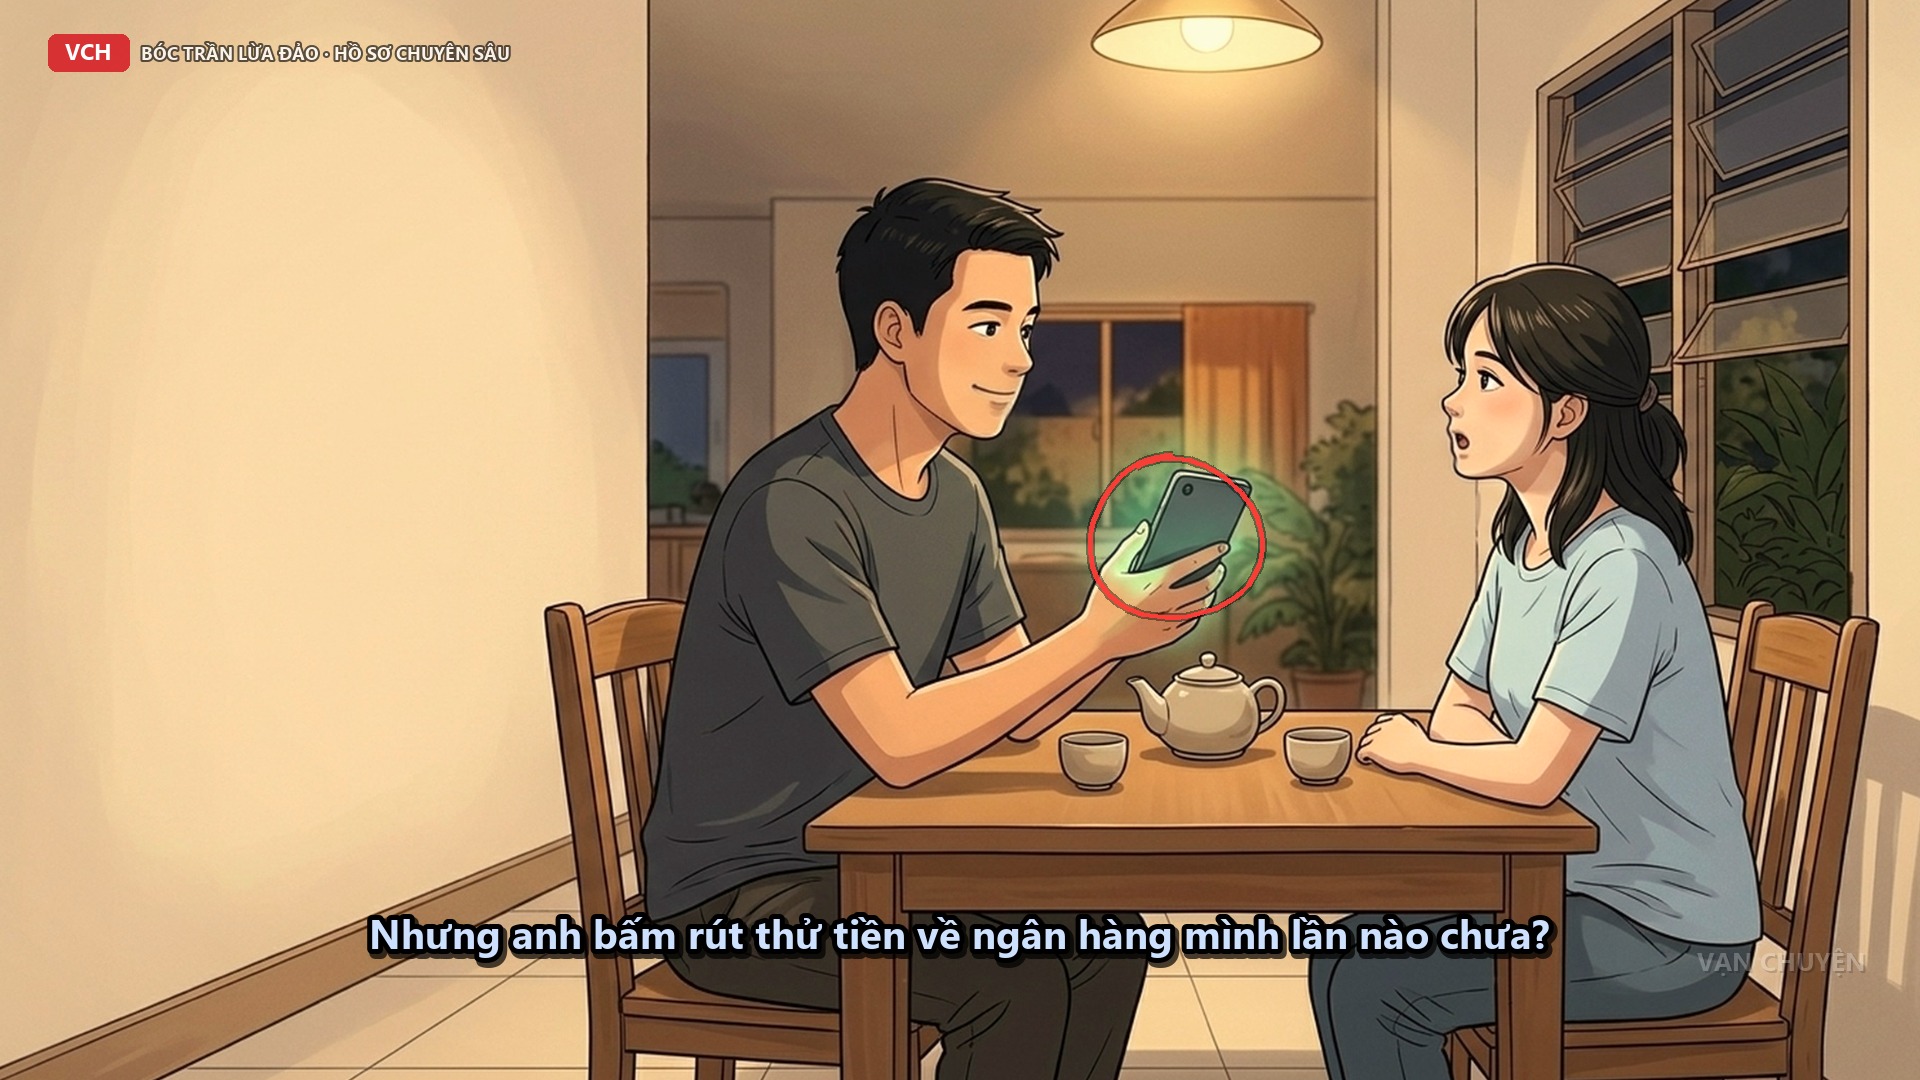 VCH BÓC TRẦN LỪA ĐẢO · HỒ SƠ CHUYÊN SÂU
Nhưng anh bấm rút thử tiền về ngân hàng mình lần nào chưa?
VẠN CHUYỆN